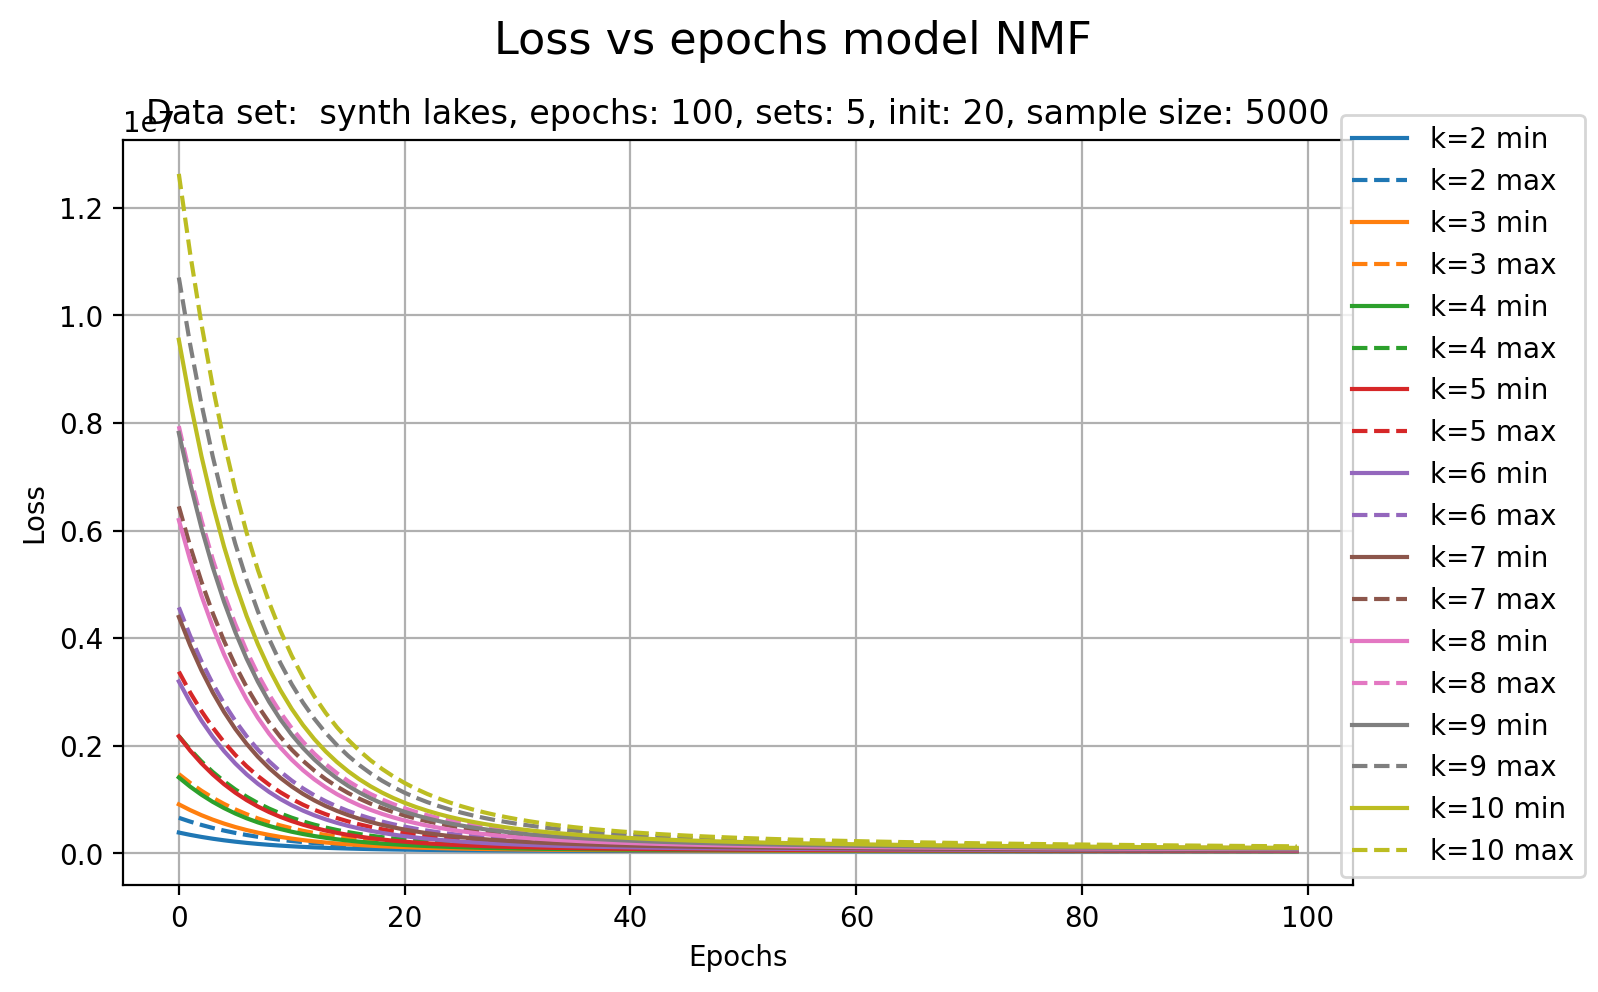 Loss vs epochs model NMF
Data set:  synth lakes, epochs: 100, sets: 5, init: 20, sample size: 5000
1e7
1.2
1.0
0.8
0.6
0.4
0.2
0.0
Loss
0 20 40 60 80 100
Epochs
k=2 min
k=2 max
k=3 min
k=3 max
k=4 min
k=4 max
k=5 min
k=5 max
k=6 min
k=6 max
k=7 min
k=7 max
k=8 min
k=8 max
k=9 min
k=9 max
k=10 min
k=10 max